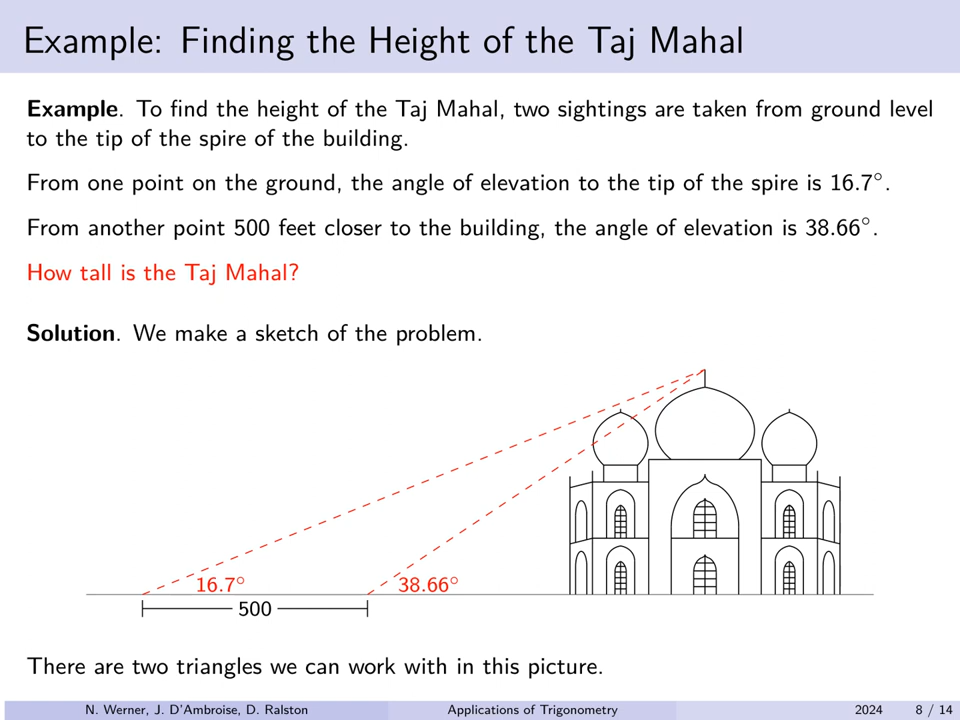 Example: Finding the Height of the Taj Mahal
Example. To find the height of the Taj Mahal, two sightings are taken from ground level
to the tip of the spire of the building.
From one point on the ground, the angle of elevation to the tip of the spire is 16.7°.
From another point 500 feet closer to the building, the angle of elevation is 38.66°.
How tall is the Taj Mahal?
Solution. We make a sketch of the problem.
16.7° 38.66°
500
There are two triangles we can work with in this picture.
N. Werner, J. D'Ambroise, D. Ralston Applications of Trigonometry 2024 8 / 14